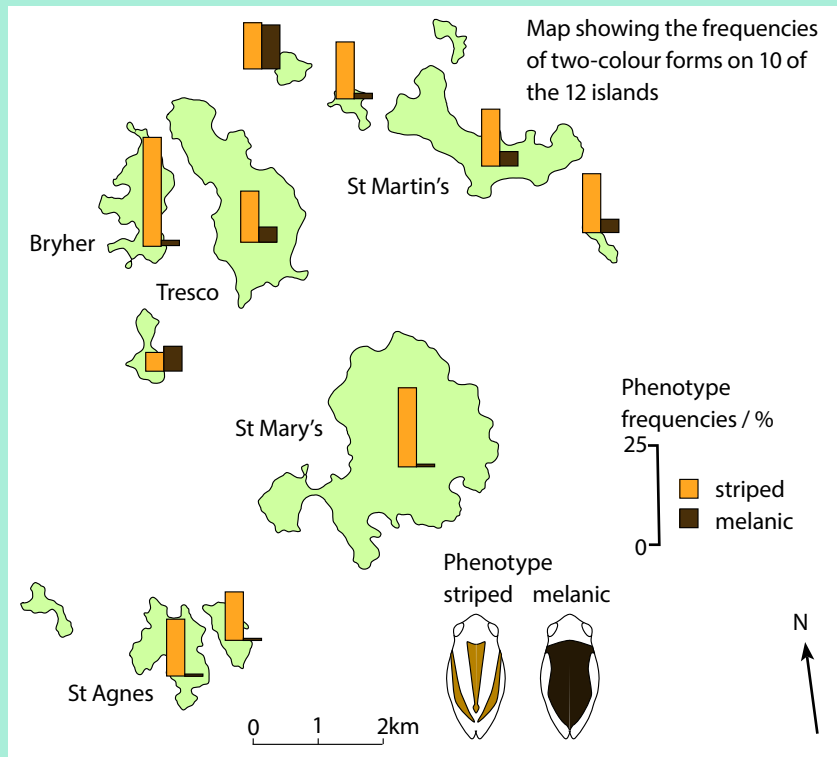 Map showing the frequencies
of two-colour forms on 10 of
the 12 islands
St Martin's
Bryher
Tresco
St Mary's
Phenotype
frequencies / %
25
0
striped
melanic
Phenotype
striped melanic
St Agnes
0 1 2km
N